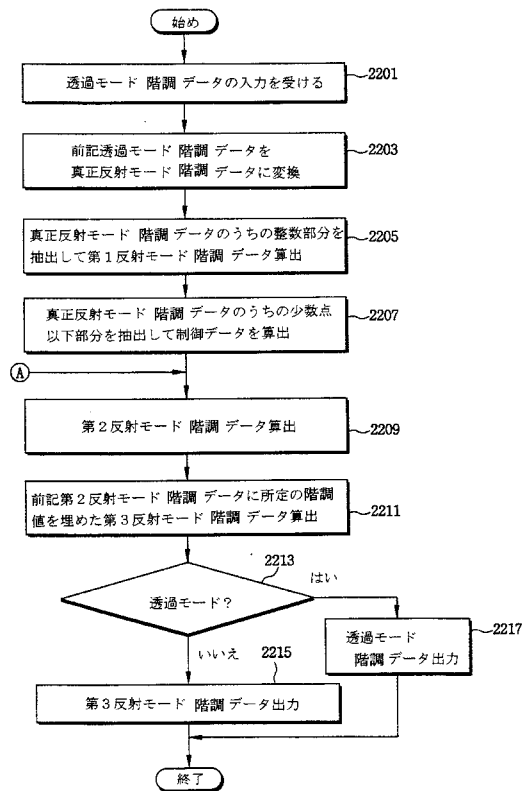 始め
透過モード 階調 データの入力を受ける
2201
前記透過モード 階調 データを
真正反射モード 階調 データに変換
2203
真正反射モード 階調 データのうちの整数部分を
抽出して第1反射モード 階調 データ算出
2205
真正反射モード 階調 データのうちの少数点
以下部分を抽出して制御データを算出
2207
A
第2反射モード 階調 データ算出
2209
前記第2反射モード 階調 データに所定の階調
値を埋めた第3反射モード 階調 データ算出
2211
2213
透過モード?
はい
いいえ
2215
透過モード
階調 データ出力
2217
第3反射モード 階調 データ出力
終了